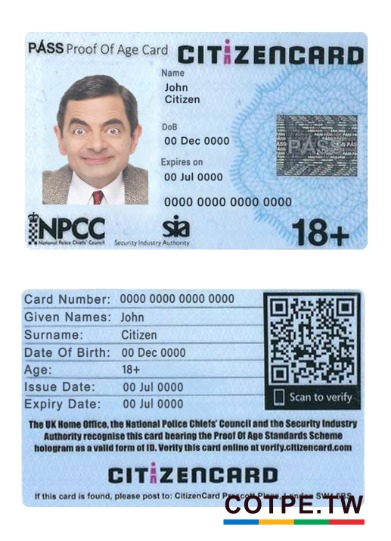 PASS Proof Of Age Card CITIZENCARD
Name
John
Citizen
DoB
00 Dec 0000
Expires on
00 Jul 0000
0000 0000 0000 0000
PASS
NPCC
National Police Chiefs' Council
sia
Security Industry Authority
18+
Card Number: 0000 0000 0000 0000
Given Names: John
Surname: Citizen
Date Of Birth: 00 Dec 0000
Age: 18+
Issue Date: 00 Jul 0000
Expiry Date: 00 Jul 0000
Scan to verify
The UK Home Office, the National Police Chiefs' Council and the Security Industry
Authority recognise this card bearing the Proof Of Age Standards Scheme
hologram as a valid form of ID. Verify this card online at verify.citizencard.com
CITIZENCARD
If this card is found, please post to: CitizenCard Prescott Place, London SW4 6BS
COTPE.TW